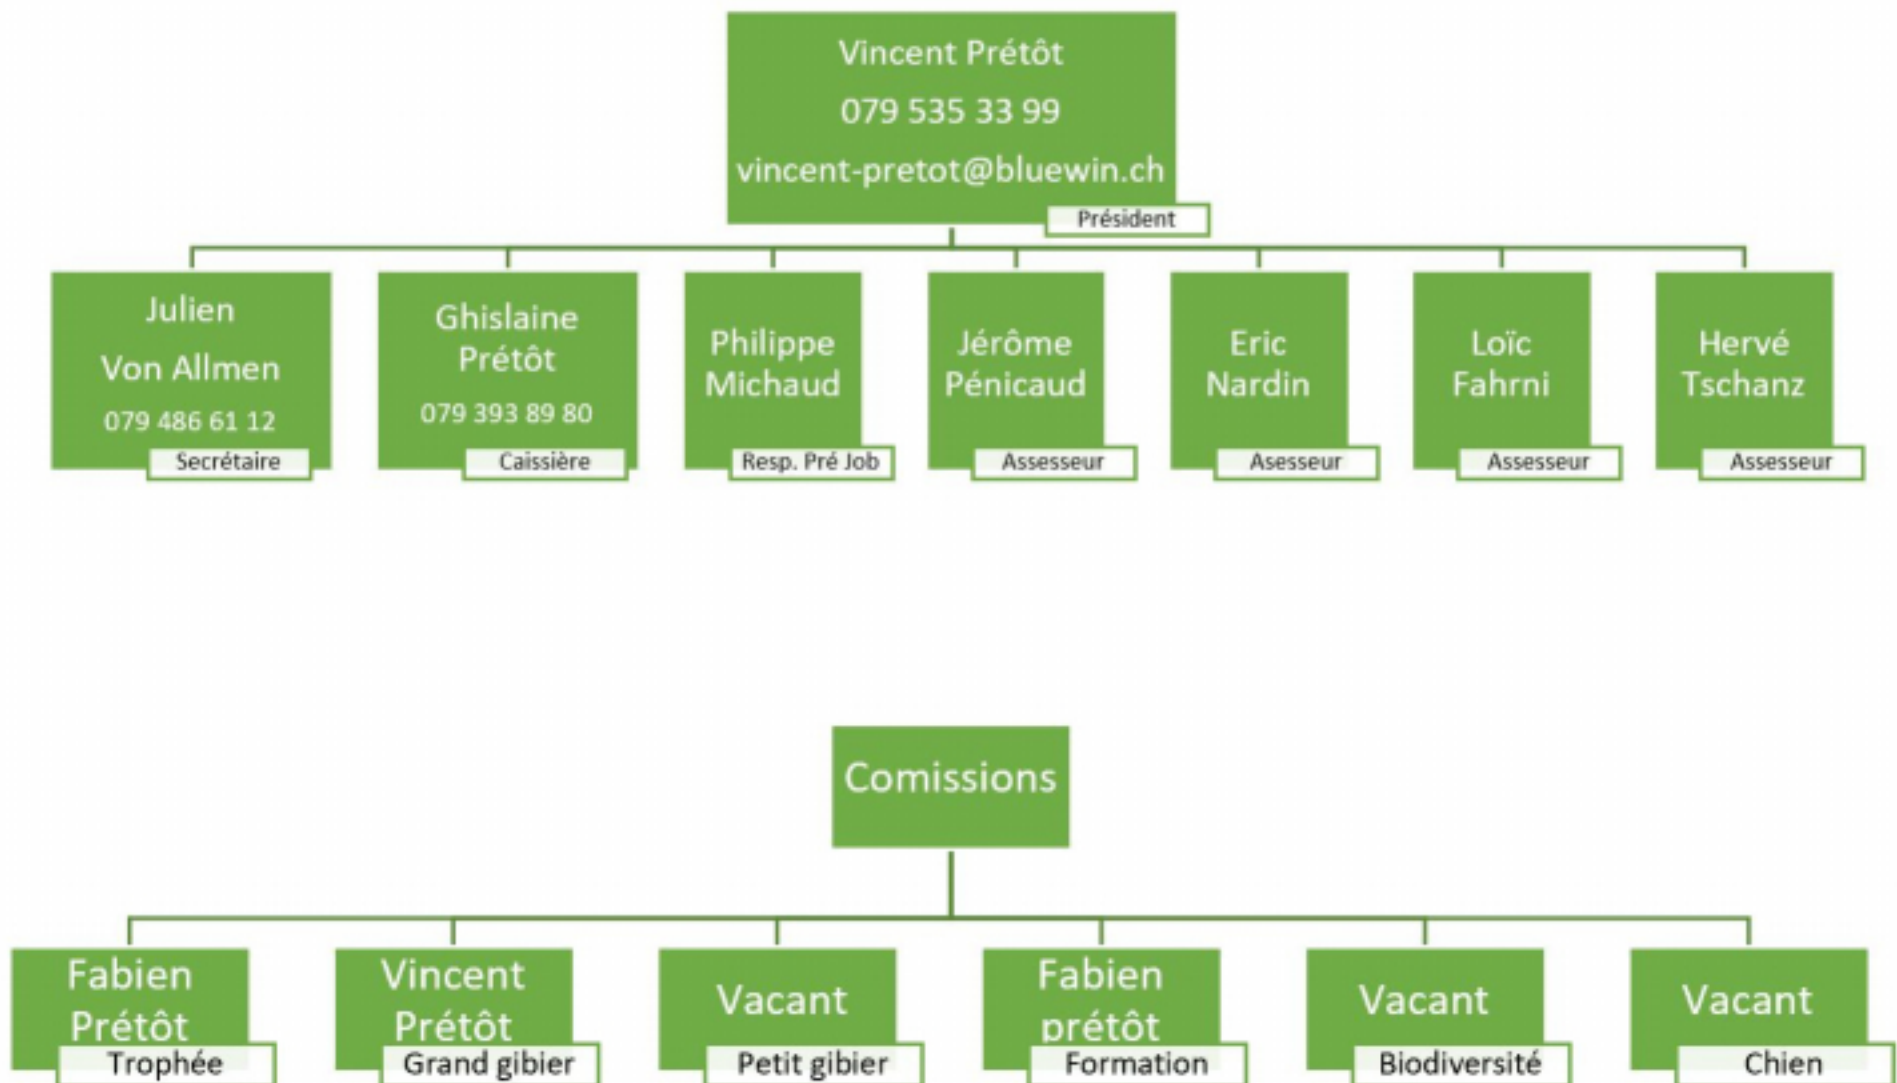 Vincent Prétôt
079 535 33 99
vincent-pretot@bluewin.ch
Président
Julien
Von Allmen
079 486 61 12
Secrétaire
Ghislaine
Prétôt
079 393 89 80
Caissière
Philippe
Michaud
Resp. Pré Job
Jérôme
Pénicaud
Assesseur
Eric
Nardin
Asesseur
Loïc
Fahrni
Assesseur
Hervé
Tschanz
Assesseur
Comissions
Fabien
Prétôt
Trophée
Vincent
Prétôt
Grand gibier
Vacant
Petit gibier
Fabien
prétôt
Formation
Vacant
Biodiversité
Vacant
Chien